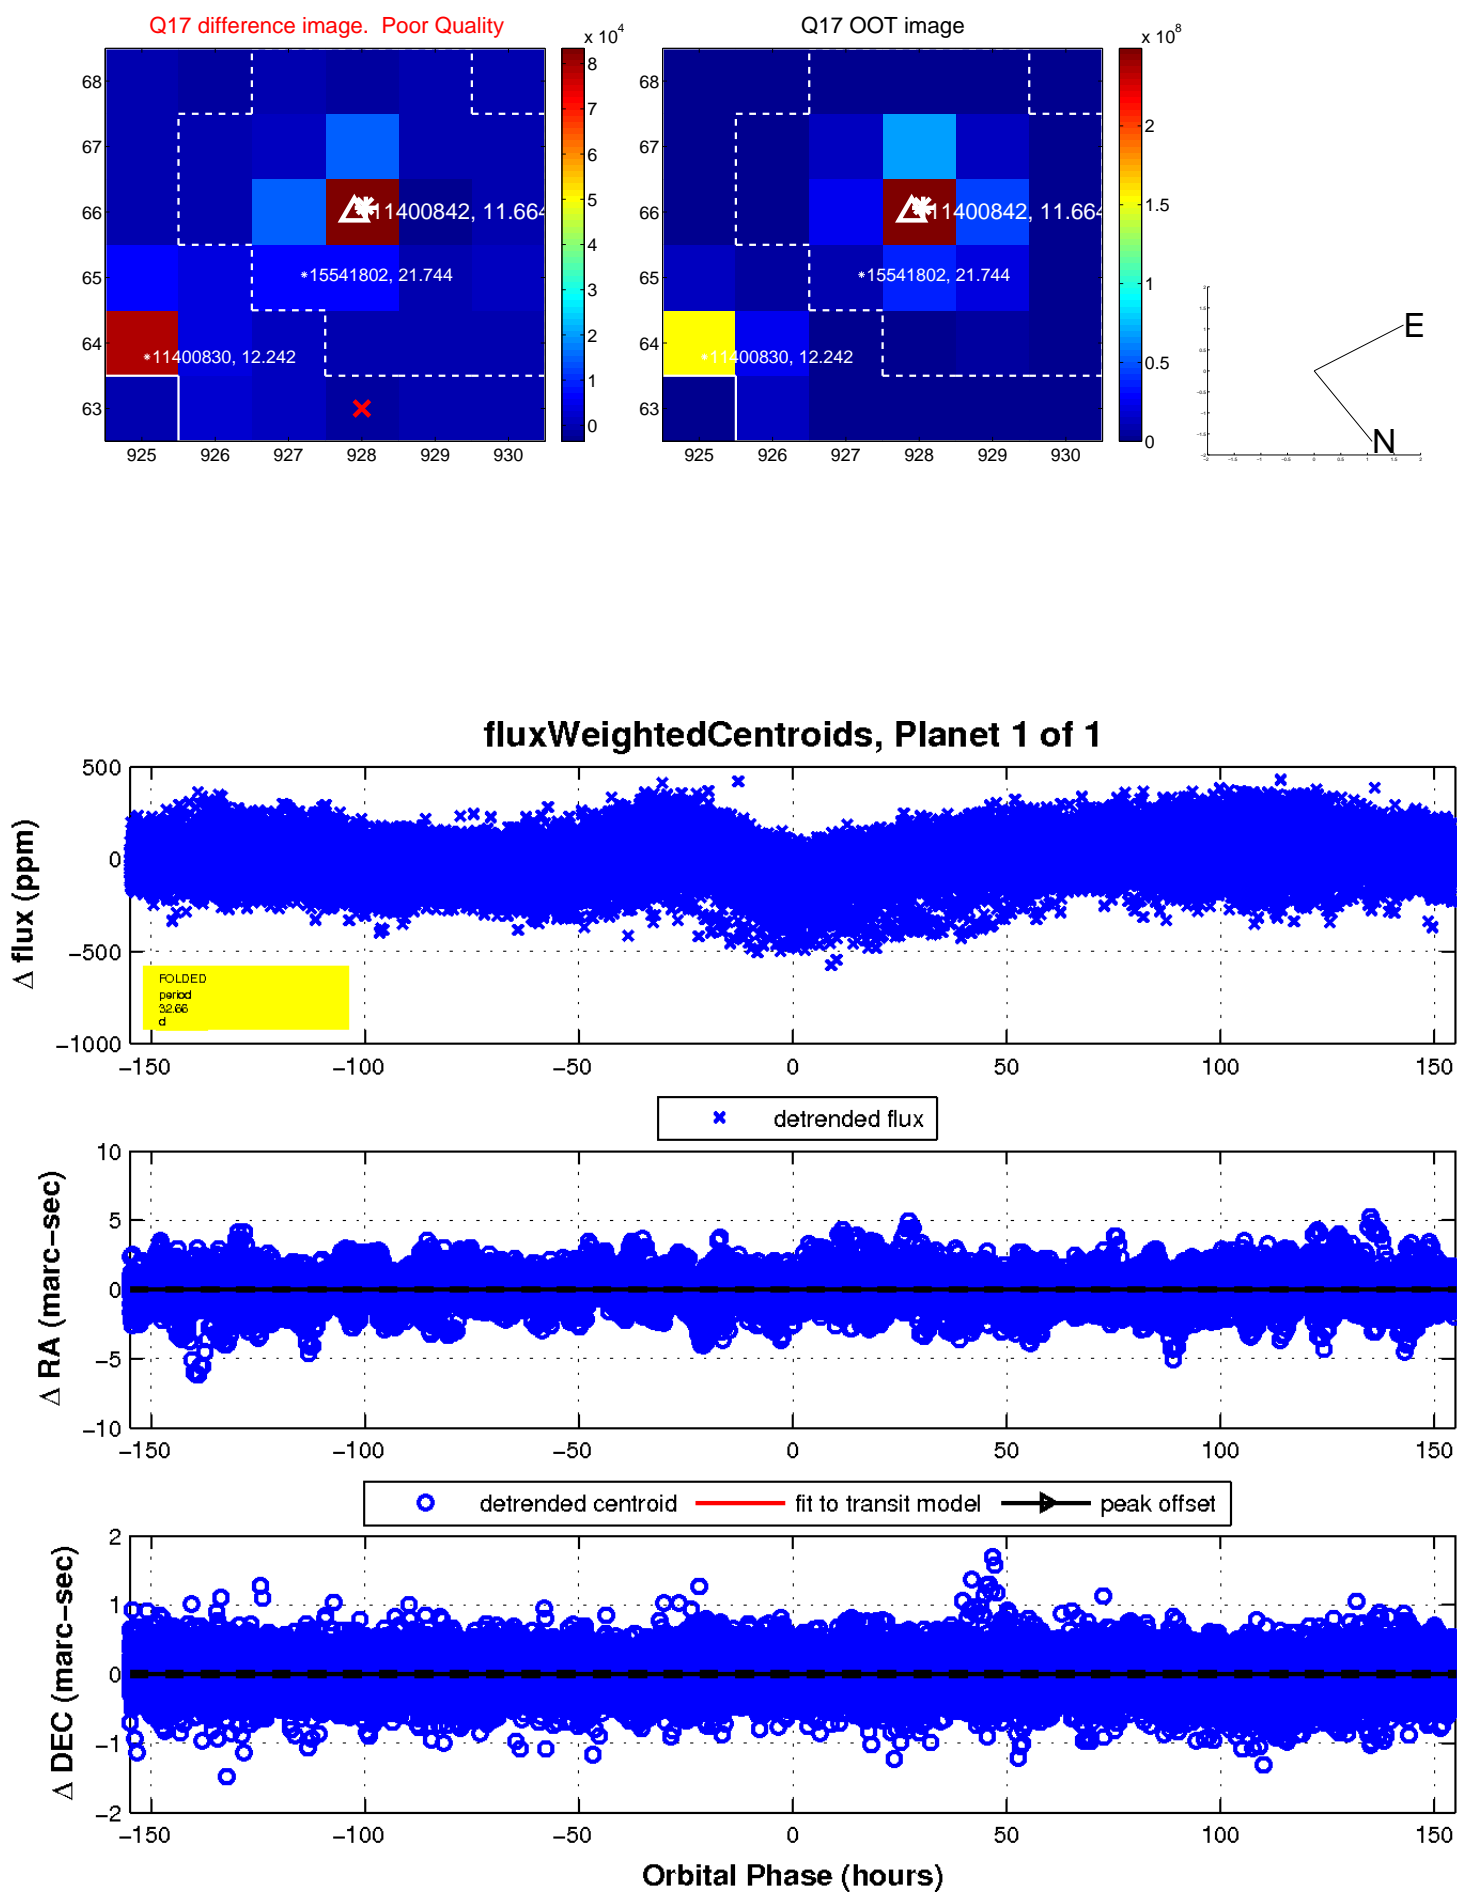 Q17 difference image.  Poor Quality
x 10^4
68
67
66
65
64
63
925 926 927 928 929 930
11400842, 11.664
15541802, 21.744
11400830, 12.242
8
7
6
5
4
3
2
1
0
Q17 OOT image
x 10^8
68
67
66
65
64
63
925 926 927 928 929 930
11400842, 11.664
15541802, 21.744
11400830, 12.242
2
1.5
1
0.5
0
E
N
fluxWeightedCentroids, Planet 1 of 1
Δ flux (ppm)
500
0
−500
−1000
FOLDED
period
32.66
d
−150 −100 −50 0 50 100 150
detrended flux
Δ RA (marc−sec)
10
5
0
−5
−10
−150 −100 −50 0 50 100 150
detrended centroid fit to transit model peak offset
Δ DEC (marc−sec)
2
1
0
−1
−2
−150 −100 −50 0 50 100 150
Orbital Phase (hours)